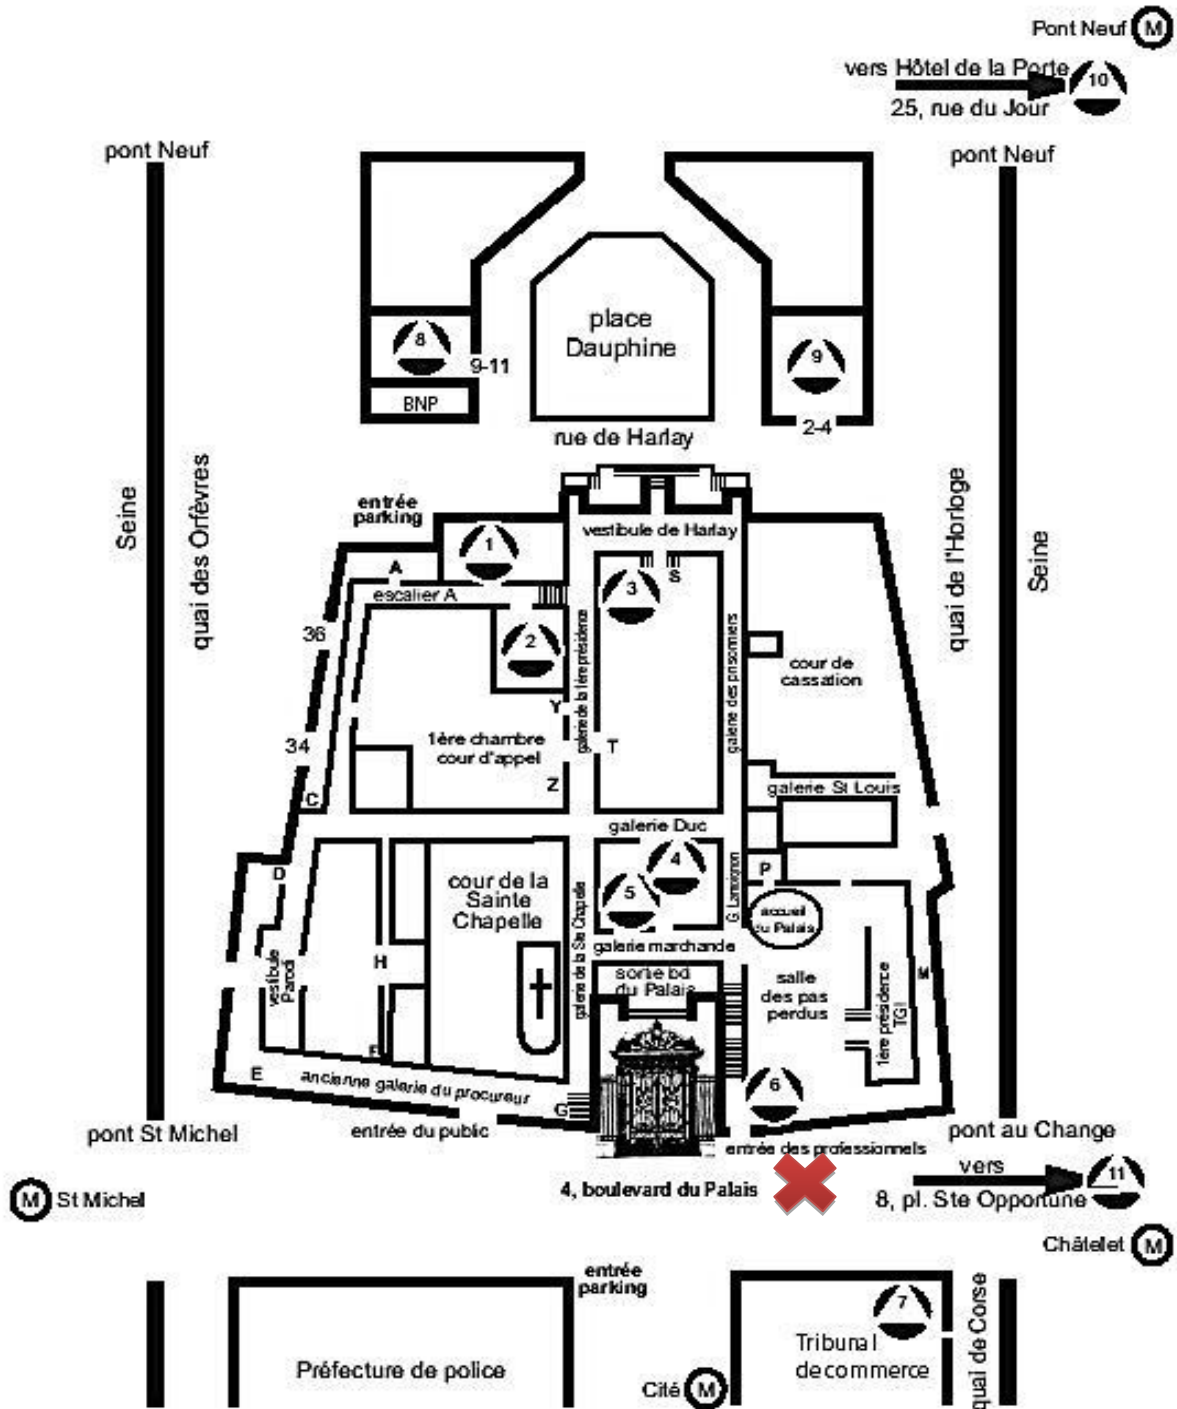 Pont Neuf M
vers Hôtel de la Porte
10
25, rue du Jour
pont Neuf
pont Neuf
place
Dauphine
8
9-11
BNP
9
2-4
rue de Harlay
Seine
quai des Orfèvres
quai de l'Horloge
Seine
entrée
parking
vestibule de Harlay
1
A
escalier A
3
S
36
2
galerie de la 1ère présidence
galerie des prisonniers
cour de
cassation
Y
1ère chambre
cour d'appel
T
34
Z
C
galerie St Louis
galerie Duc
D
cour de la
Sainte
Chapelle
4
5
G. Lamoignon
P
accueil
du Palais
galerie de la Ste Chapelle
galerie marchande
H
vestibule
Parodi
sortie bd
du Palais
salle
des pas
perdus
1ère présidence
TGI
M
F
E
ancienne galerie du procureur
G
6
pont St Michel
entrée du public
entrée des professionnels
pont au Change
M St Michel
4, boulevard du Palais
vers
11
8, pl. Ste Opportune
Châtelet M
entrée
parking
7
Tribunal
de commerce
quai de Corse
Préfecture de police
Cité M